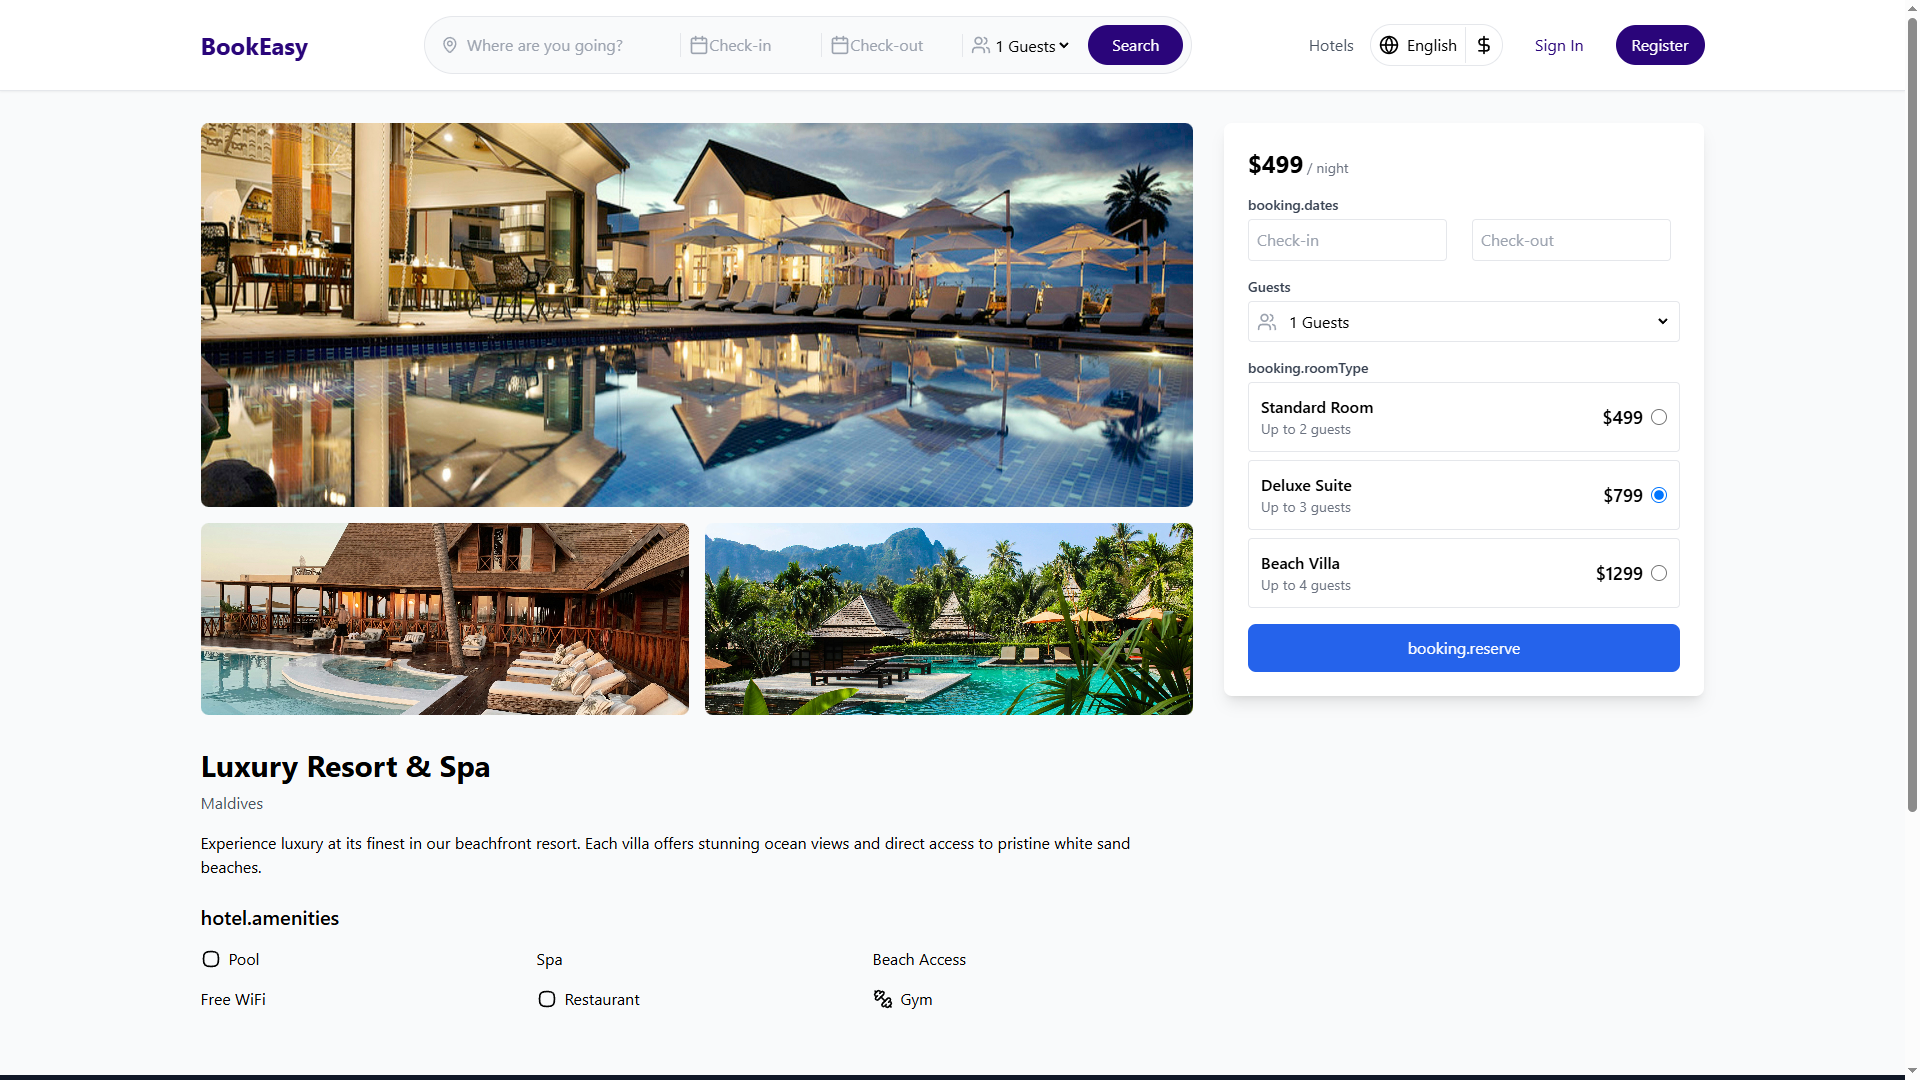 BookEasy
Where are you going?
Check-in
Check-out
1 Guests
Search
Hotels
English
Sign In
Register
$499 / night
booking.dates
Check-in
Check-out
Guests
1 Guests
booking.roomType
Standard Room
Up to 2 guests
$499
Deluxe Suite
Up to 3 guests
$799
Beach Villa
Up to 4 guests
$1299
booking.reserve
Luxury Resort & Spa
Maldives
Experience luxury at its finest in our beachfront resort. Each villa offers stunning ocean views and direct access to pristine white sand
beaches.
hotel.amenities
Pool
Spa
Beach Access
Free WiFi
Restaurant
Gym